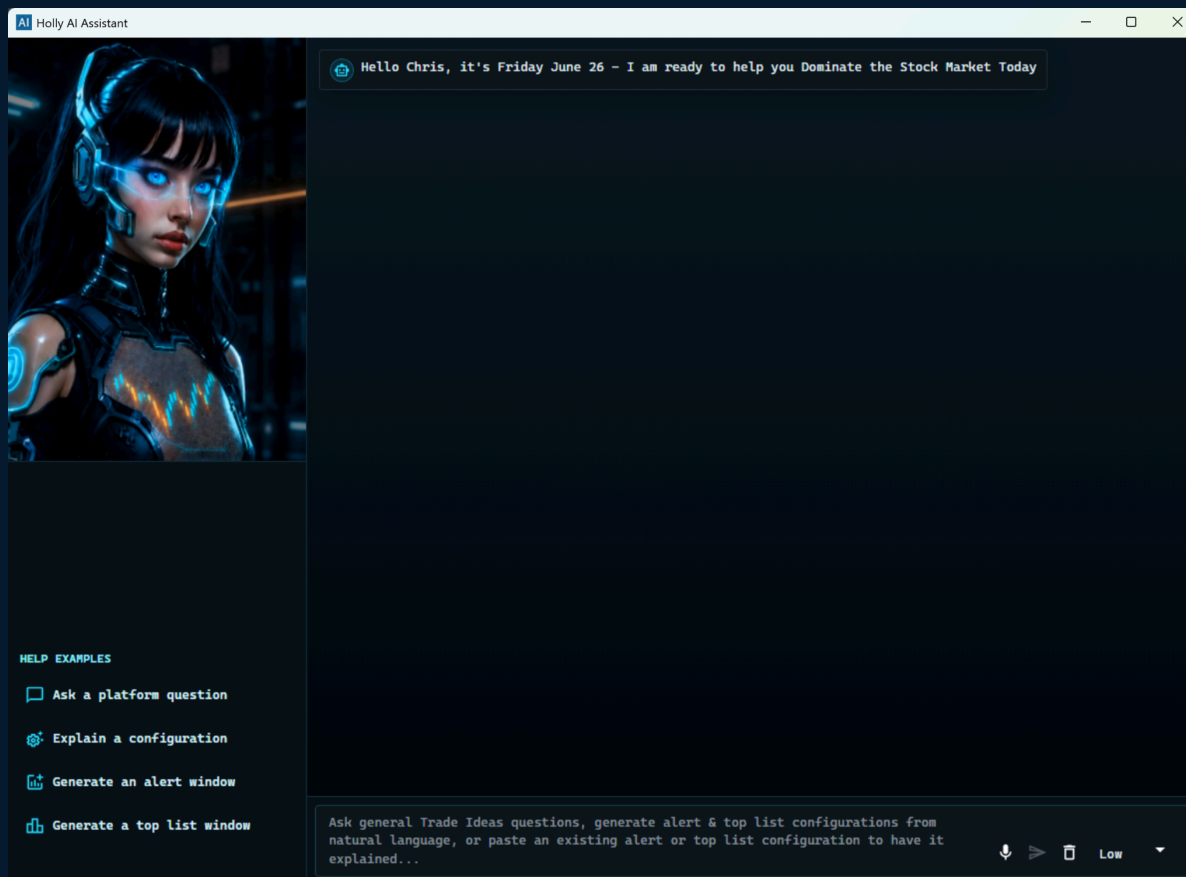 AI Holly AI Assistant
Hello Chris, it's Friday June 26 - I am ready to help you Dominate the Stock Market Today
HELP EXAMPLES
Ask a platform question
Explain a configuration
Generate an alert window
Generate a top list window
Ask general Trade Ideas questions, generate alert & top list configurations from
natural language, or paste an existing alert or top list configuration to have it
explained...
Low